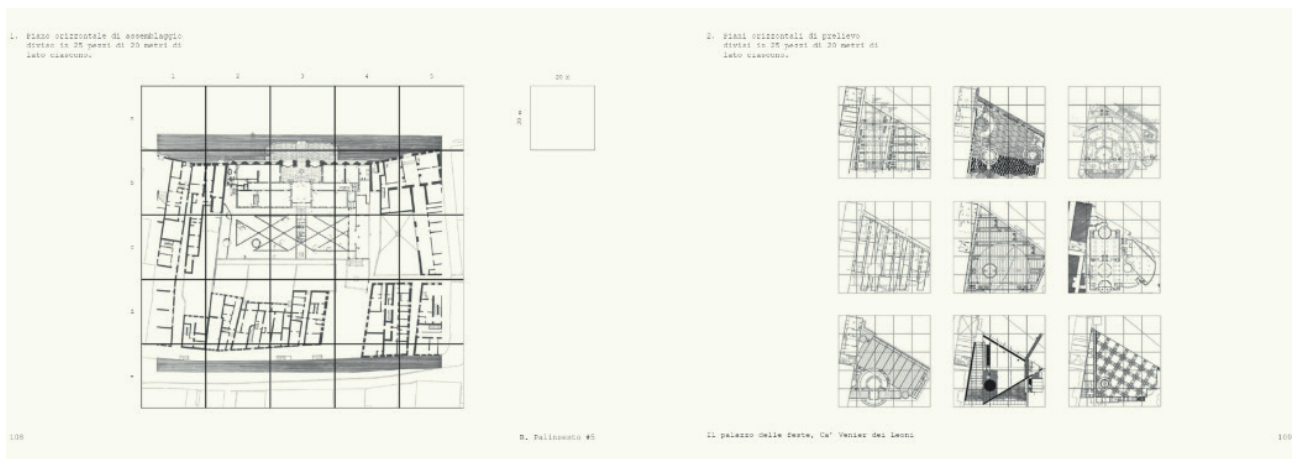 1. Piano orizzontale di assemblaggio
diviso in 25 pezzi di 20 metri di
lato ciascuno.
1 2 3 4 5
20 m
20 m
108
B. Palinsesto #5
2. Piani orizzontali di prelievo
divisi in 25 pezzi di 20 metri di
lato ciascuno.
Il palazzo delle feste, Ca' Venier dei Leoni